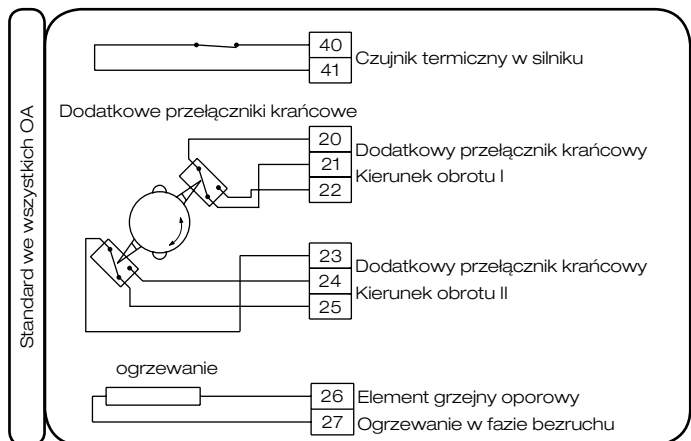 Standard we wszystkich OA
40
Czujnik termiczny w silniku
41
Dodatkowe przełączniki krańcowe
20
Dodatkowy przełącznik krańcowy
21
Kierunek obrotu I
22
23
Dodatkowy przełącznik krańcowy
24
Kierunek obrotu II
25
ogrzewanie
26 Element grzejny oporowy
27 Ogrzewanie w fazie bezruchu